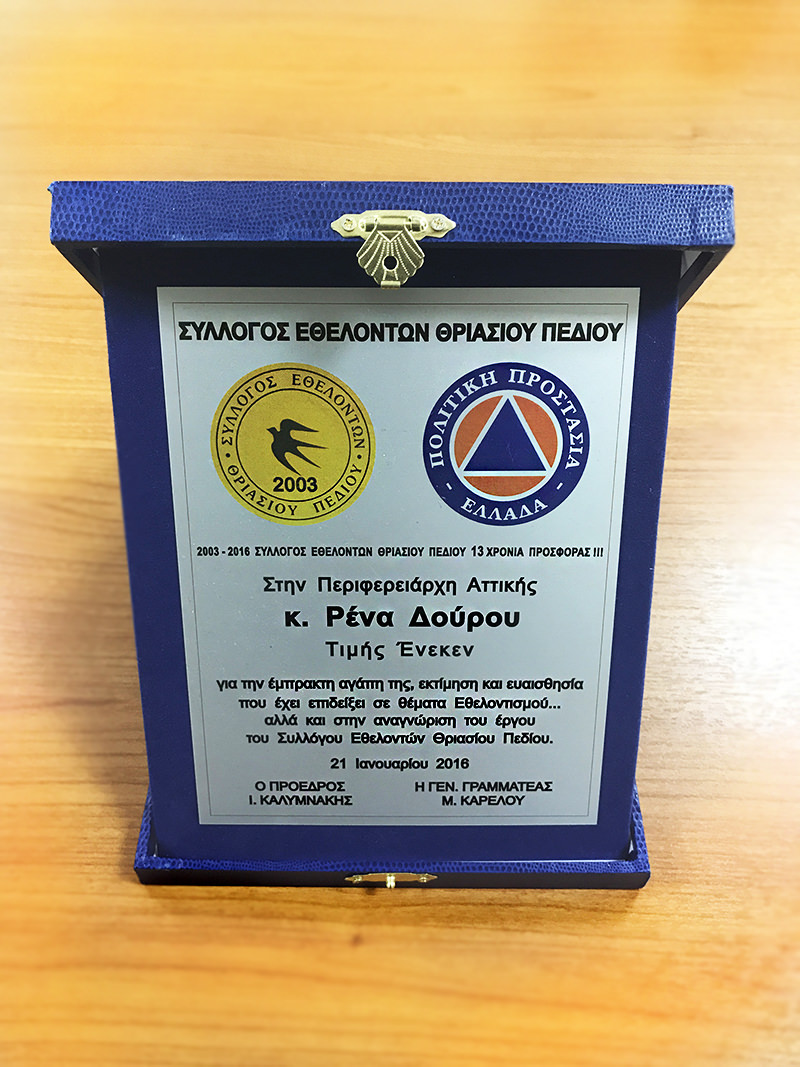 ΣΥΛΛΟΓΟΣ ΕΘΕΛΟΝΤΩΝ ΘΡΙΑΣΙΟΥ ΠΕΔΙΟΥ
ΣΥΛΛΟΓΟΣ ΕΘΕΛΟΝΤΩΝ
2003
ΘΡΙΑΣΙΟΥ ΠΕΔΙΟΥ
ΠΟΛΙΤΙΚΗ ΠΡΟΣΤΑΣΙΑ
- ΕΛΛΑΔΑ -
2003 - 2016 ΣΥΛΛΟΓΟΣ ΕΘΕΛΟΝΤΩΝ ΘΡΙΑΣΙΟΥ ΠΕΔΙΟΥ 13 ΧΡΟΝΙΑ ΠΡΟΣΦΟΡΑΣ !!!
Στην Περιφερειάρχη Αττικής
κ. Ρένα Δούρου
Τιμής Ένεκεν
για την έμπρακτη αγάπη της, εκτίμηση και ευαισθησία
που έχει επιδείξει σε θέματα Εθελοντισμού...
αλλά και στην αναγνώριση του έργου
του Συλλόγου Εθελοντών Θριασίου Πεδίου.
21 Ιανουαρίου 2016
Ο ΠΡΟΕΔΡΟΣ
Ι. ΚΑΛΥΜΝΑΚΗΣ
Η ΓΕΝ. ΓΡΑΜΜΑΤΕΑΣ
Μ. ΚΑΡΕΛΟΥ